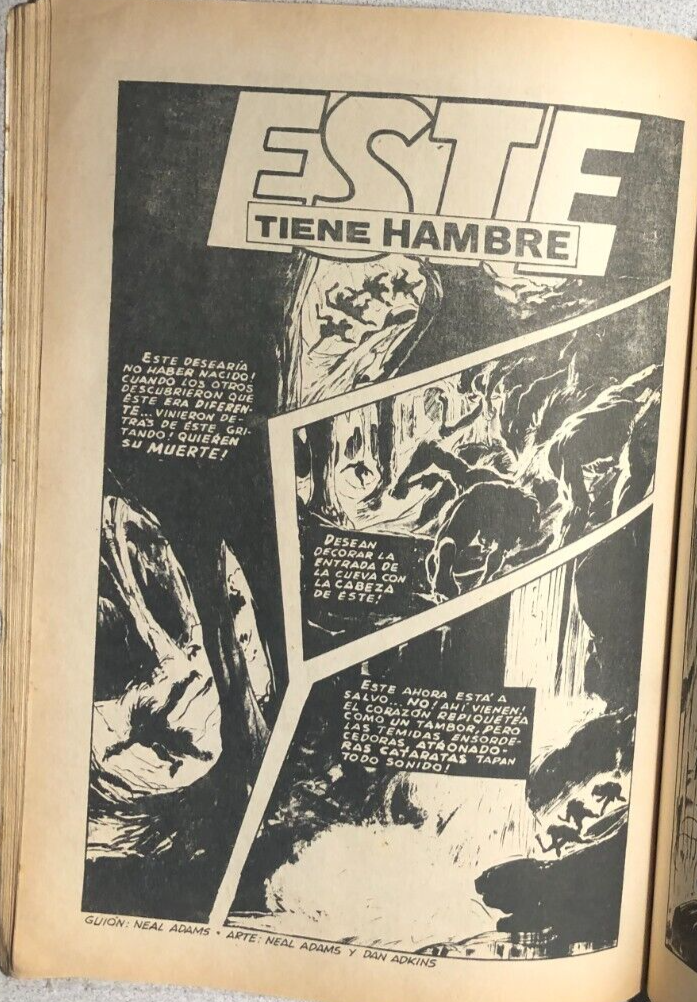 ESTE
TIENE HAMBRE
ESTE DESEARÍA
NO HABER NACIDO!
CUANDO LOS OTROS
DESCUBRIERON QUE
ÉSTE ERA DIFEREN-
TE... VINIERON DE-
TRÁS DE ÉSTE GRI-
TANDO! QUIEREN
SU MUERTE!
DESEAN
DECORAR LA
ENTRADA DE
LA CUEVA CON
LA CABEZA
DE ÉSTE!
ESTE AHORA ESTÁ A
SALVO... NO! AHÍ VIENEN!
EL CORAZÓN REPIQUETEA
COMO UN TAMBOR, PERO
LAS TEMIDAS ENSORDE-
CEDORAS ATRONADO-
RAS CATARATAS TAPAN
TODO SONIDO!
GUIÓN: NEAL ADAMS • ARTE: NEAL ADAMS Y DAN ADKINS